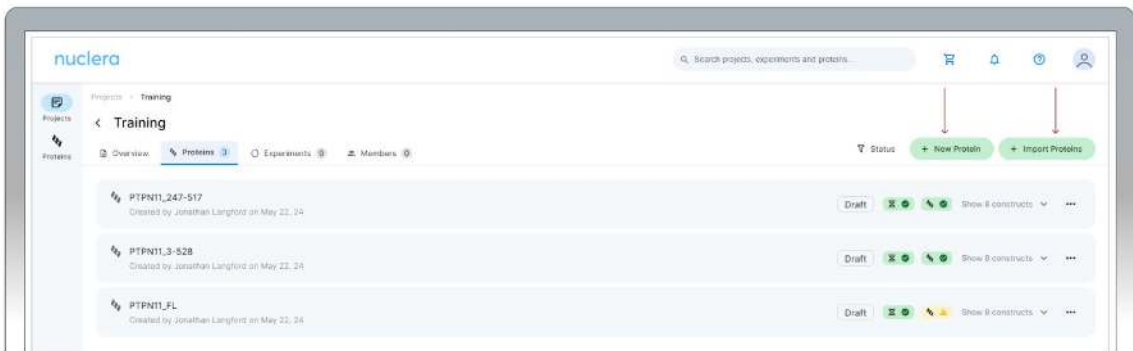 nuclera
Search projects, experiments and proteins...
Projects
Proteins
Projects > Training
< Training
Overview Proteins 3 Experiments 0 Members 0
Status + New Protein + Import Proteins
PTPN11_247-517
Created by Jonathan Langford on May 22, 24
Draft Show 8 constructs
PTPN11_3-528
Created by Jonathan Langford on May 22, 24
Draft Show 8 constructs
PTPN11_FL
Created by Jonathan Langford on May 22, 24
Draft Show 8 constructs